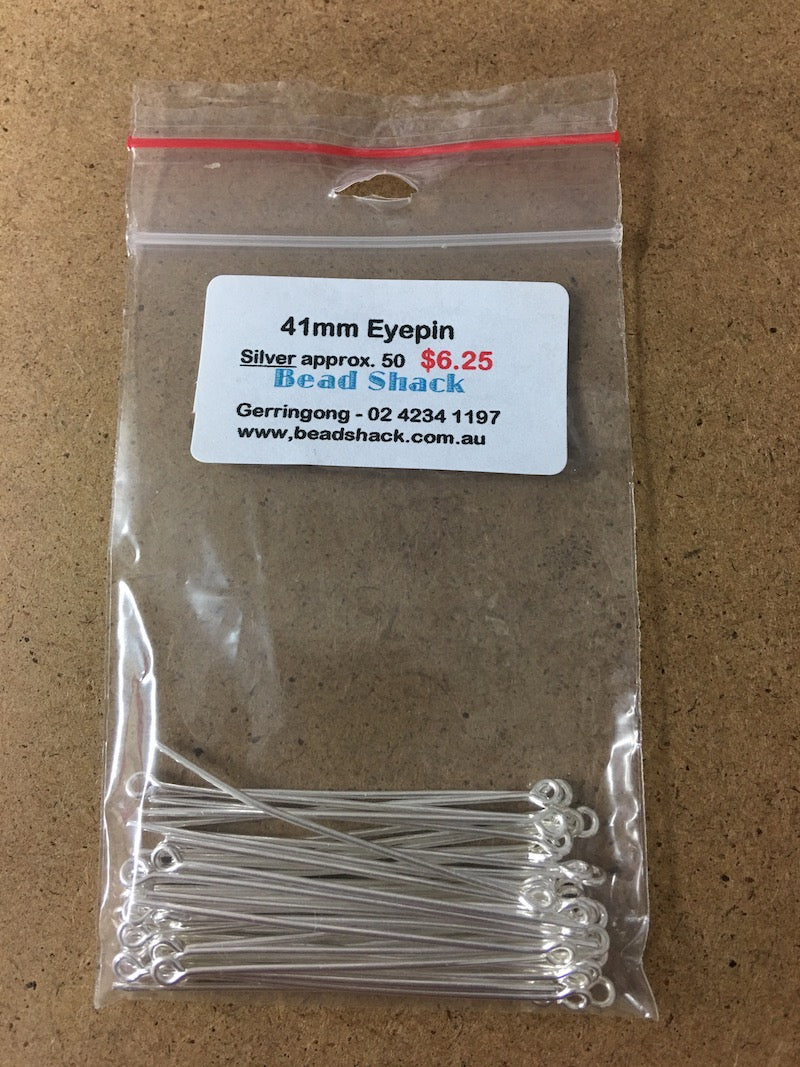 41mm Eyepin
Silver approx. 50 $6.25
Bead Shack
Gerringong - 02 4234 1197
www,beadshack.com.au